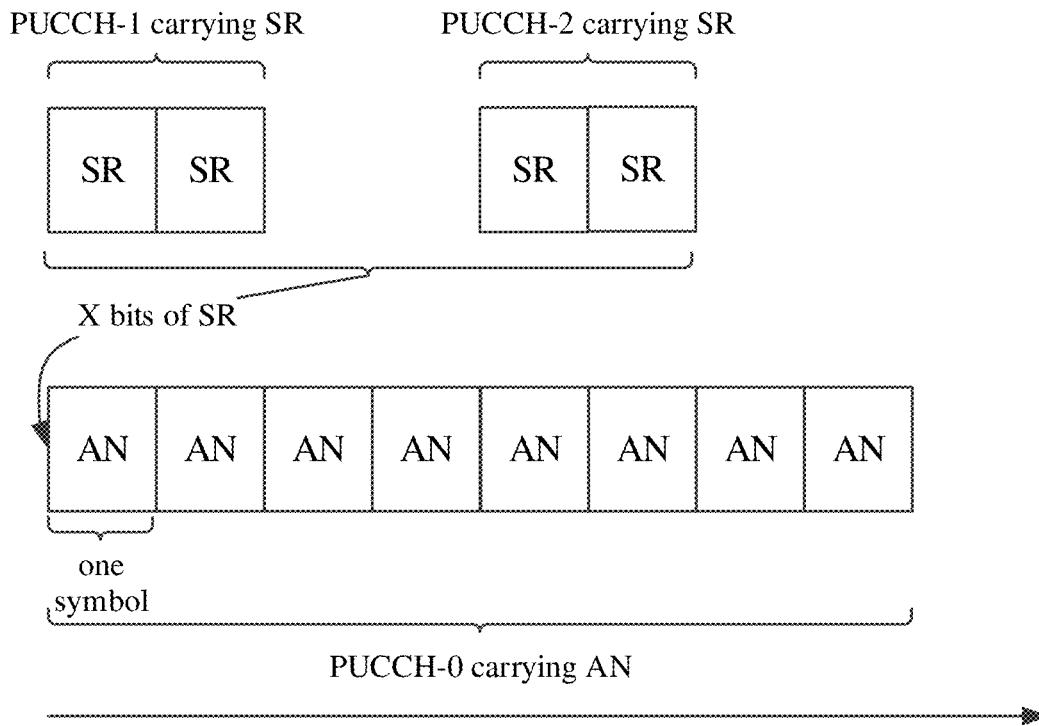 PUCCH-1 carrying SR
PUCCH-2 carrying SR
SR SR SR SR
X bits of SR
AN AN AN AN AN AN AN AN
one
symbol
PUCCH-0 carrying AN